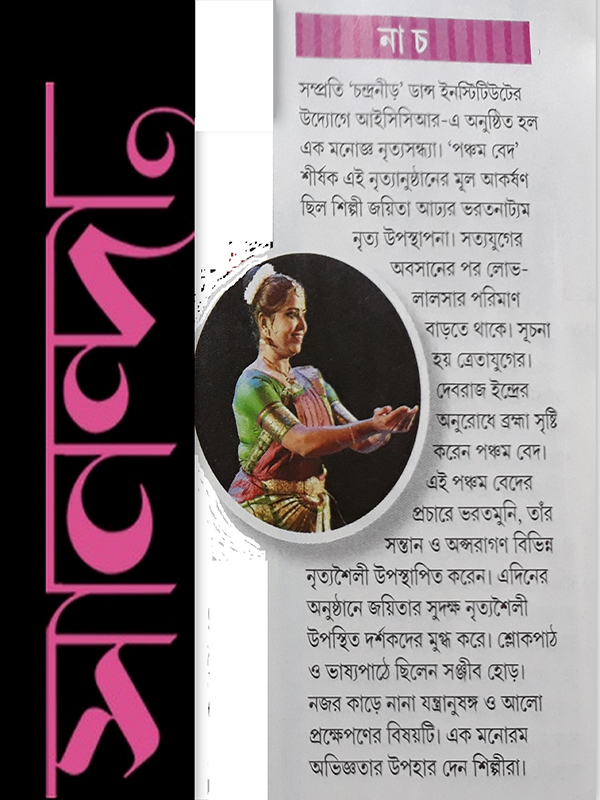 সানন্দা
না চ
সম্প্রতি ‘চন্দ্রনীড়’ ডান্স ইনস্টিটিউটের
উদ্যোগে আইসিসিআর-এ অনুষ্ঠিত হল
এক মনোজ্ঞ নৃত্যসন্ধ্যা। ‘পঞ্চম বেদ’
শীর্ষক এই নৃত্যানুষ্ঠানের মূল আকর্ষণ
ছিল শিল্পী জয়িতা আঢ্যর ভরতনাট্যম
নৃত্য উপস্থাপনা। সত্যযুগের
অবসানের পর লোভ-
লালসার পরিমাণ
বাড়তে থাকে। সূচনা
হয় ত্রেতাযুগের।
দেবরাজ ইন্দ্রের
অনুরোধে ব্রহ্মা সৃষ্টি
করেন পঞ্চম বেদ।
এই পঞ্চম বেদের
প্রচারে ভরতমুনি, তাঁর
সন্তান ও অপ্সরাগণ বিভিন্ন
নৃত্যশৈলী উপস্থাপিত করেন। এদিনের
অনুষ্ঠানে জয়িতার সুদক্ষ নৃত্যশৈলী
উপস্থিত দর্শকদের মুগ্ধ করে। শ্লোকপাঠ
ও ভাষ্যপাঠে ছিলেন সঞ্জীব হোড়।
নজর কাড়ে নানা যন্ত্রানুষঙ্গ ও আলো
প্রক্ষেপণের বিষয়টি। এক মনোরম
অভিজ্ঞতার উপহার দেন শিল্পীরা।